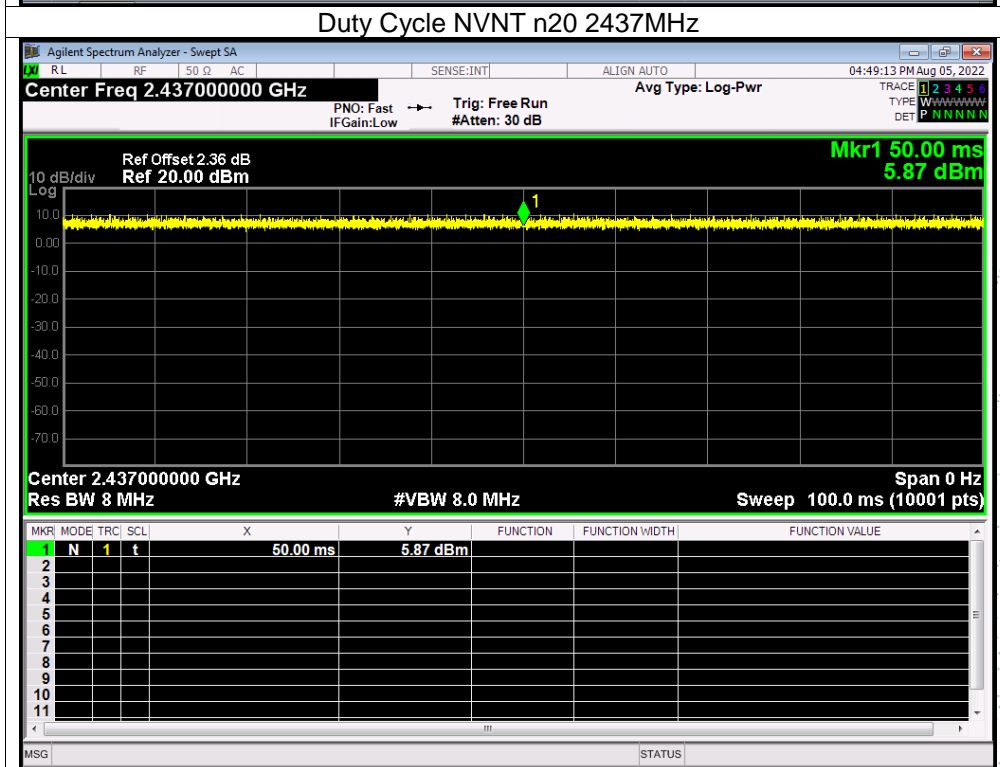 Duty Cycle NVNT n20 2437MHz
Agilent Spectrum Analyzer - Swept SA
LXI RL RF 50 Ω AC SENSE:INT ALIGN AUTO 04:49:13 PM Aug 05, 2022
Center Freq 2.437000000 GHz Avg Type: Log-Pwr TRACE 1 2 3 4 5 6
PNO: Fast Trig: Free Run TYPE WWWWWW
IFGain:Low #Atten: 30 dB DET P N N N N N
Mkr1 50.00 ms
Ref Offset 2.36 dB
10 dB/div Ref 20.00 dBm 5.87 dBm
Log
1
10.0
0.00
-10.0
-20.0
-30.0
-40.0
-50.0
-60.0
-70.0
Center 2.437000000 GHz Span 0 Hz
Res BW 8 MHz #VBW 8.0 MHz Sweep 100.0 ms (10001 pts)
MKR MODE TRC SCL X Y FUNCTION FUNCTION WIDTH FUNCTION VALUE
1 N 1 t 50.00 ms 5.87 dBm
2
3
4
5
6
7
8
9
10
11
MSG STATUS